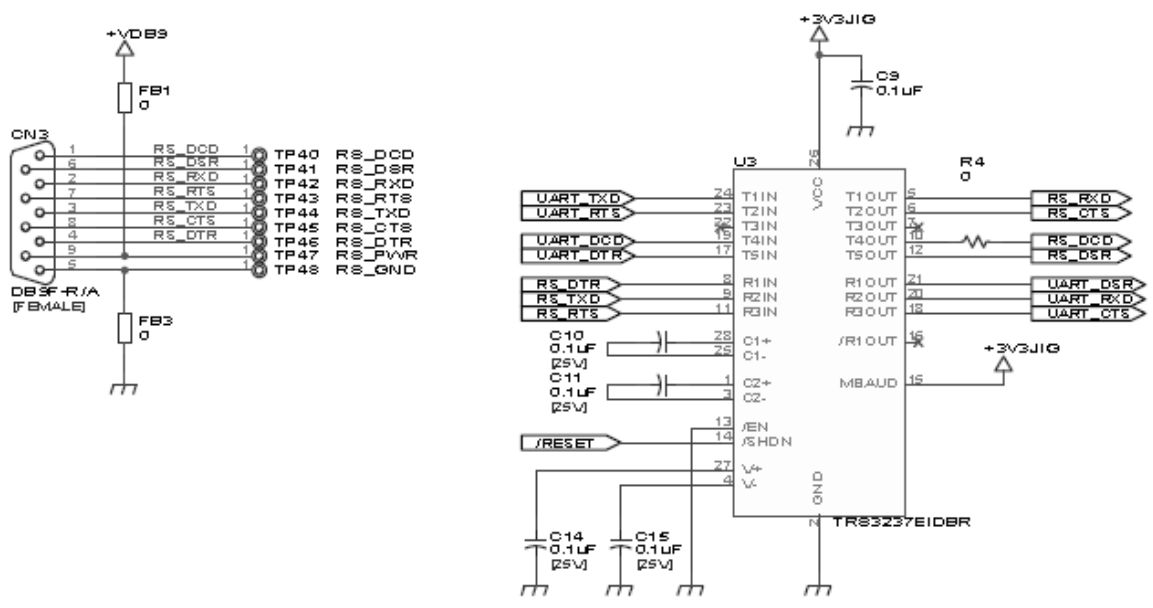 +VDB9
FB1
0
CN3
1 RS_DCD 1 TP40 RS_DCD
6 RS_DSR 1 TP41 RS_DSR
2 RS_RXD 1 TP42 RS_RXD
7 RS_RTS 1 TP43 RS_RTS
3 RS_TXD 1 TP44 RS_TXD
8 RS_CTS 1 TP45 RS_CTS
4 RS_DTR 1 TP46 RS_DTR
9 1 TP47 RS_PWR
5 1 TP48 RS_GND
DB9F-R/A
[FEMALE]
FB3
0
+3V3JIG
C9
0.1uF
U3
26
VCC
R4
0
UART_TXD 24 T1IN T1OUT 5 RS_RXD
UART_RTS 23 T2IN T2OUT 6 RS_CTS
22 T3IN T3OUT 7
UART_DCD 19 T4IN T4OUT 10 RS_DCD
UART_DTR 17 T5IN T5OUT 12 RS_DSR
RS_DTR 8 R1IN R1OUT 21 UART_DSR
RS_TXD 9 R2IN R2OUT 20 UART_RXD
RS_RTS 11 R3IN R3OUT 18 UART_CTS
C10
0.1uF
[25V]
28 C1+
25 C1-
/R1OUT 16
+3V3JIG
C11
0.1uF
[25V]
1 C2+
3 C2-
MBAUD 15
13 /EN
/RESET 14 /SHDN
27 V+
4 V-
GND
2
TRS3237EIDBR
C14
0.1uF
[25V]
C15
0.1uF
[25V]